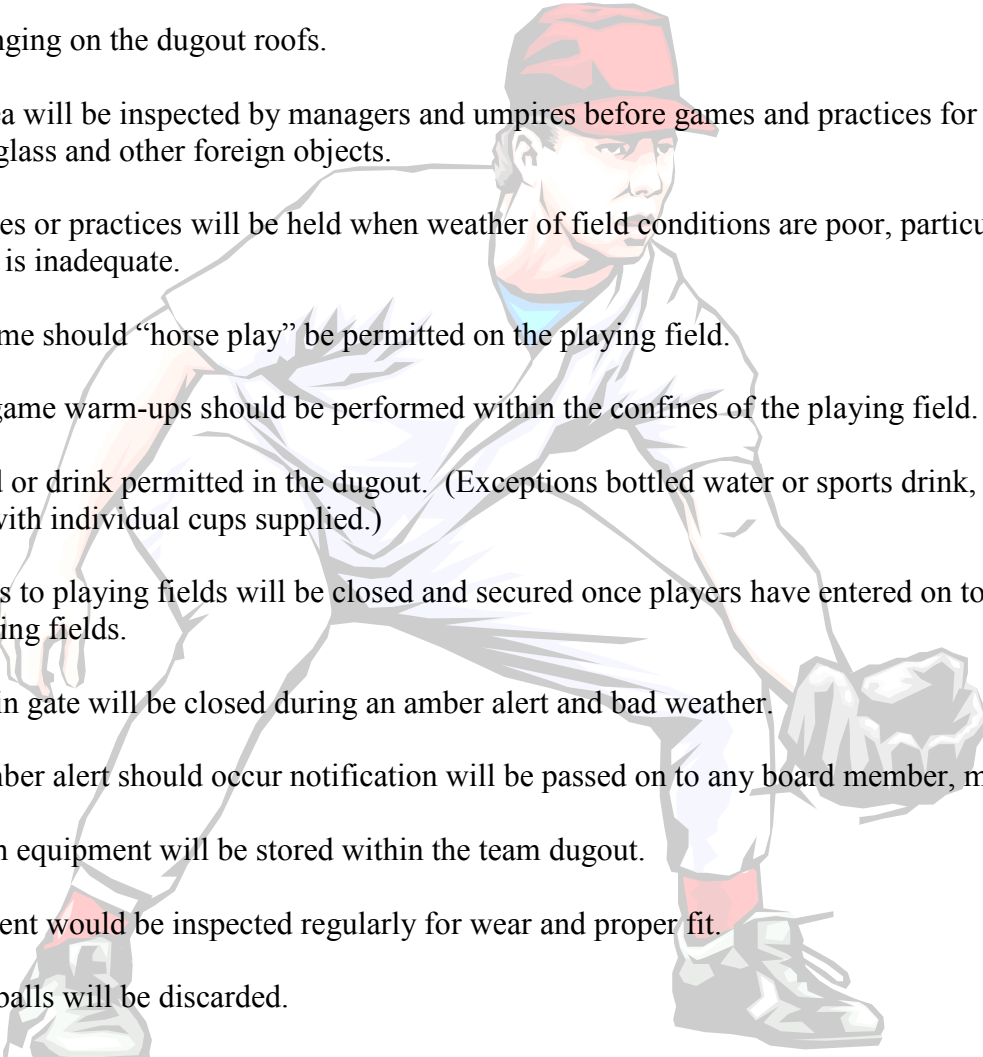 nging on the dugout roofs.
ea will be inspected by managers and umpires before games and practices for
glass and other foreign objects.
es or practices will be held when weather of field conditions are poor, particu
is inadequate.
me should “horse play” be permitted on the playing field.
game warm-ups should be performed within the confines of the playing field.
d or drink permitted in the dugout. (Exceptions bottled water or sports drink,
with individual cups supplied.)
s to playing fields will be closed and secured once players have entered on to
ing fields.
in gate will be closed during an amber alert and bad weather.
ber alert should occur notification will be passed on to any board member, m
n equipment will be stored within the team dugout.
ent would be inspected regularly for wear and proper fit.
balls will be discarded.